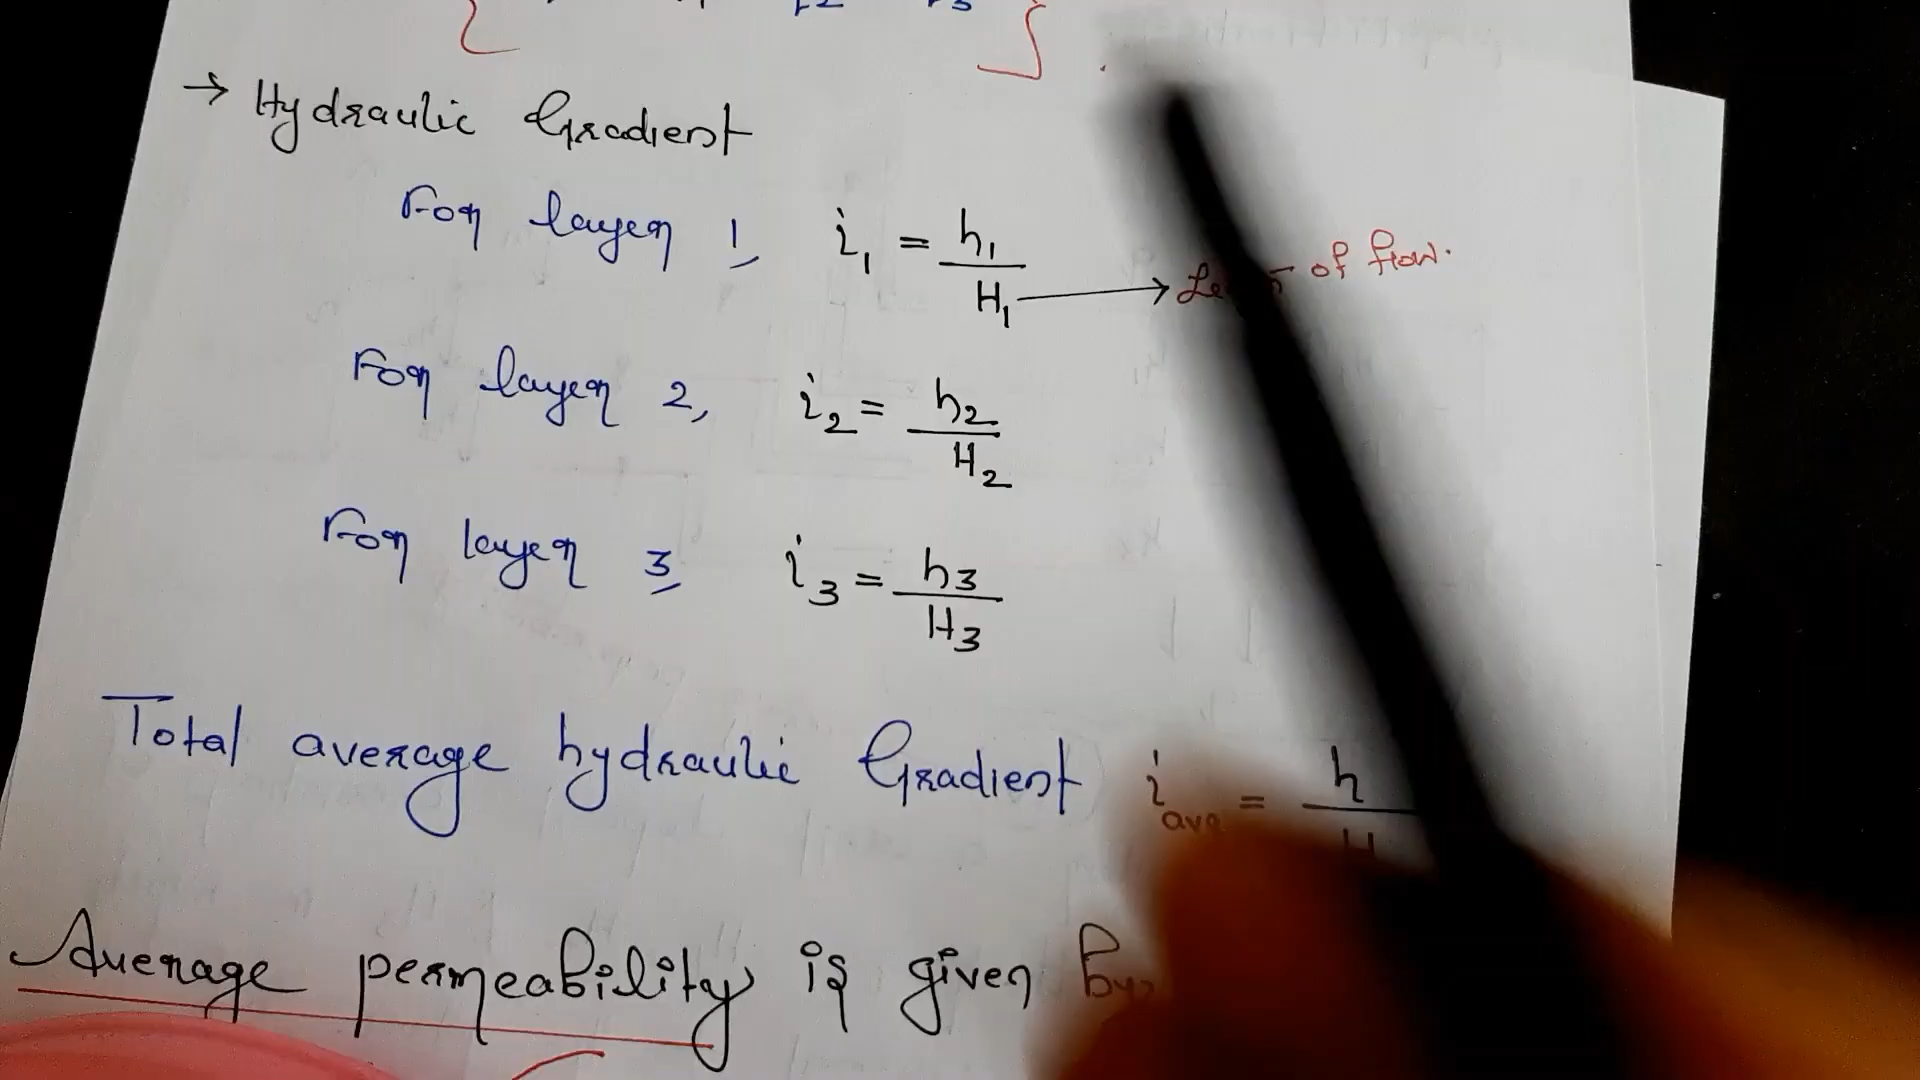 → Hydraulic Gradient
For layer 1, i₁ = h₁/H₁ → of flow.
For layer 2, i₂ = h₂/H₂
For layer 3, i₃ = h₃/H₃
Total average hydraulic Gradient i = h
Average permeability is given by